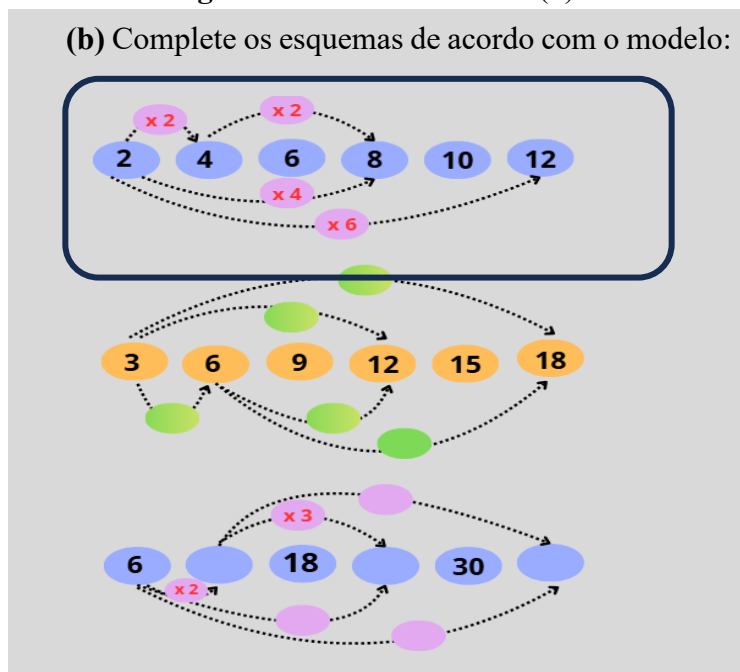 (b) Complete os esquemas de acordo com o modelo:
x 2
x 2
2 4 6 8 10 12
x 4
x 6
3 6 9 12 15 18
x 3
6 18 30
x 2